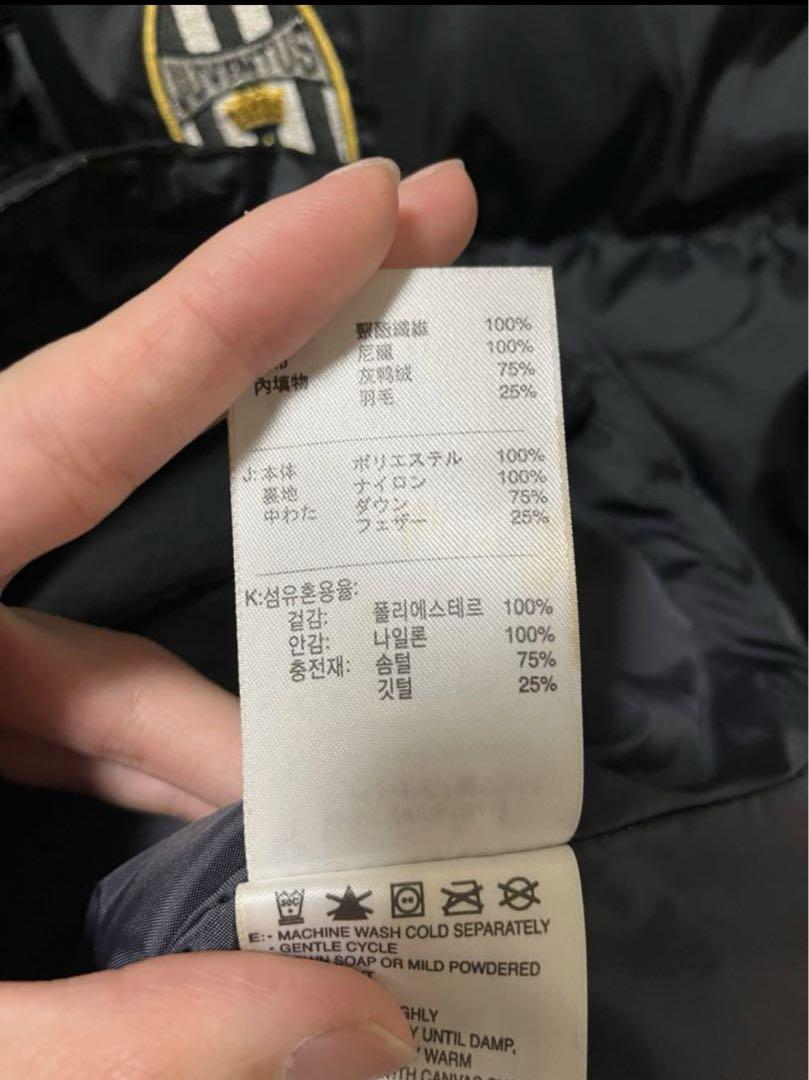 JUVENTUS
聚酯纖維 100%
尼龍 100%
內填物 灰鸭绒 75%
羽毛 25%
J:本体 ポリエステル 100%
裏地 ナイロン 100%
中わた ダウン 75%
フェザー 25%
K:섬유혼용율:
겉감: 폴리에스테르 100%
안감: 나일론 100%
충전재: 솜털 75%
깃털 25%
30C
E:- MACHINE WASH COLD SEPARATELY
- GENTLE CYCLE
SOAP OR MILD POWDERED
UNTIL DAMP,
WARM
CANVAS